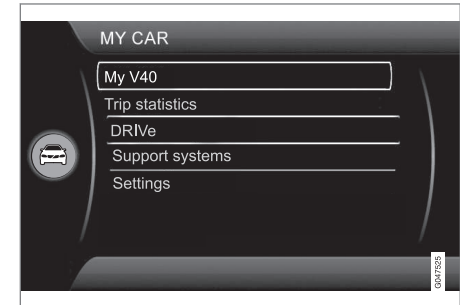 MY CAR
My V40
Trip statistics
DRIVe
Support systems
Settings
G047525